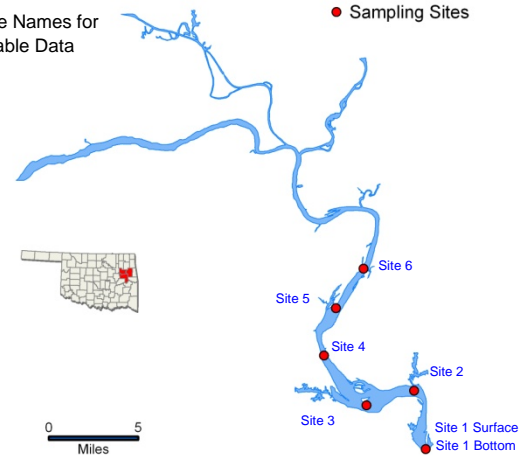 e Names for
able Data
Sampling Sites
Site 6
Site 5
Site 4
Site 2
Site 3
Site 1 Surface
Site 1 Bottom
0 5
Miles